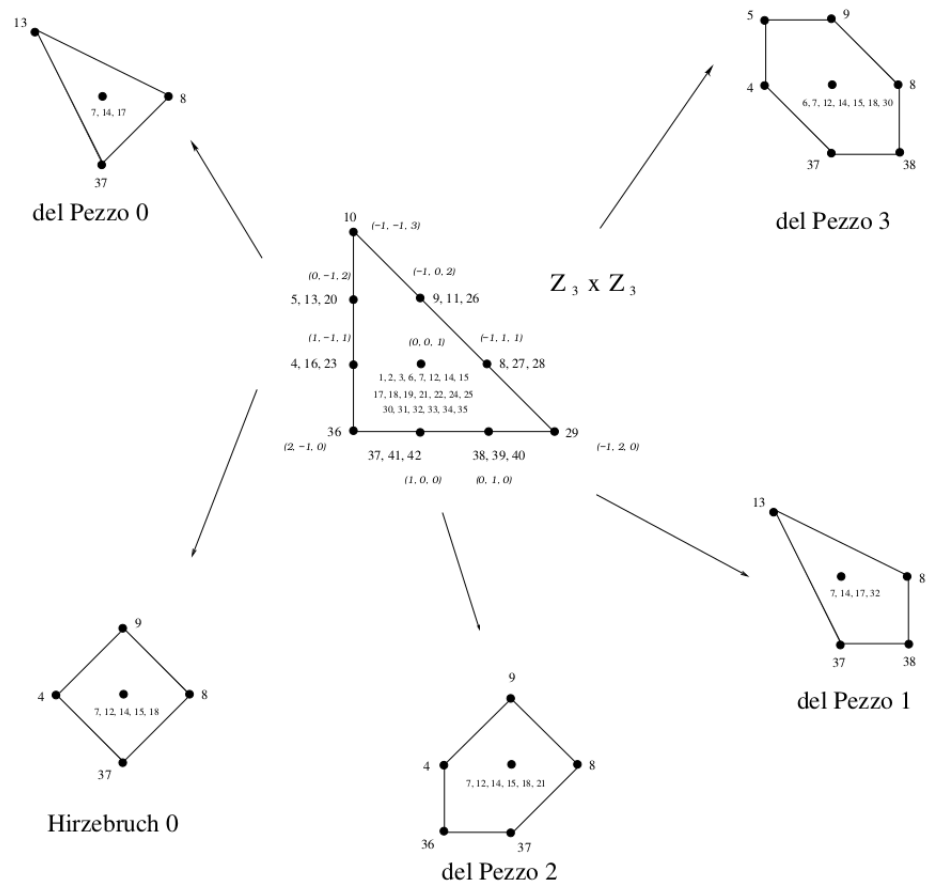 13
8
7, 14, 17
37
del Pezzo 0
5
9
4
8
6, 7, 12, 14, 15, 18, 30
37
38
del Pezzo 3
10
(−1, −1, 3)
(0, −1, 2)
(−1, 0, 2)
Z 3 x Z 3
5, 13, 20
9, 11, 26
(1, −1, 1)
(0, 0, 1)
(−1, 1, 1)
4, 16, 23
8, 27, 28
1, 2, 3, 6, 7, 12, 14, 15
17, 18, 19, 21, 22, 24, 25
30, 31, 32, 33, 34, 35
36
29
(2, −1, 0)
37, 41, 42
38, 39, 40
(−1, 2, 0)
(1, 0, 0)
(0, 1, 0)
13
8
7, 14, 17, 32
37
38
del Pezzo 1
9
4
8
7, 12, 14, 15, 18
37
Hirzebruch 0
9
4
8
7, 12, 14, 15, 18, 21
36
37
del Pezzo 2